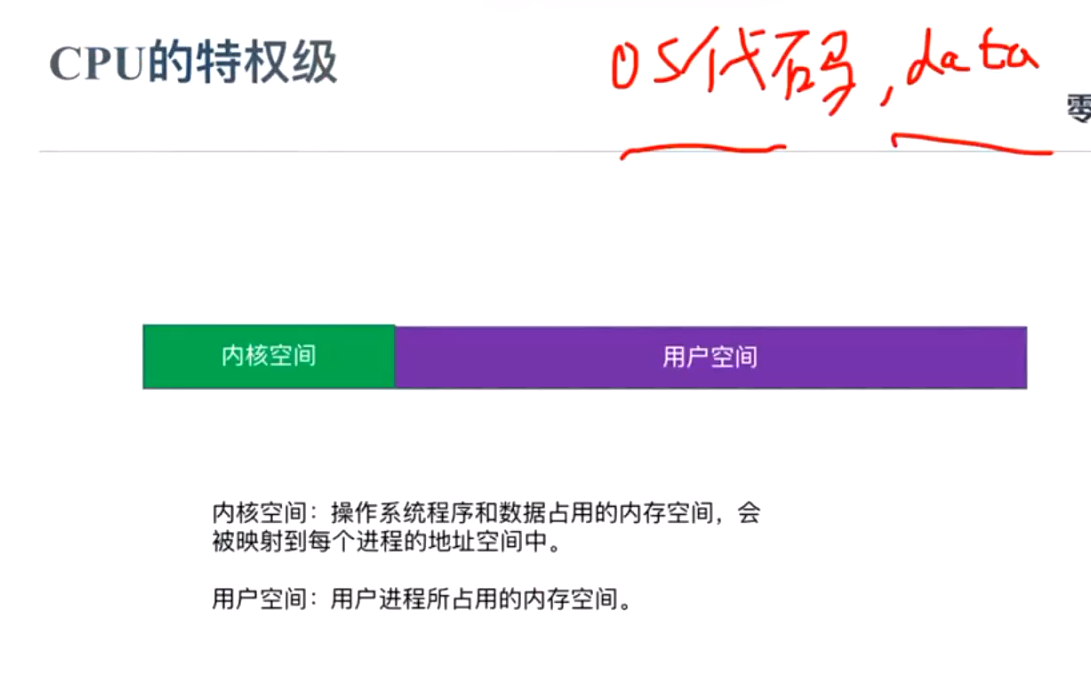 CPU的特权级
OS代码, data
零
内核空间
用户空间
内核空间：操作系统程序和数据占用的内存空间，会
被映射到每个进程的地址空间中。
用户空间：用户进程所占用的内存空间。